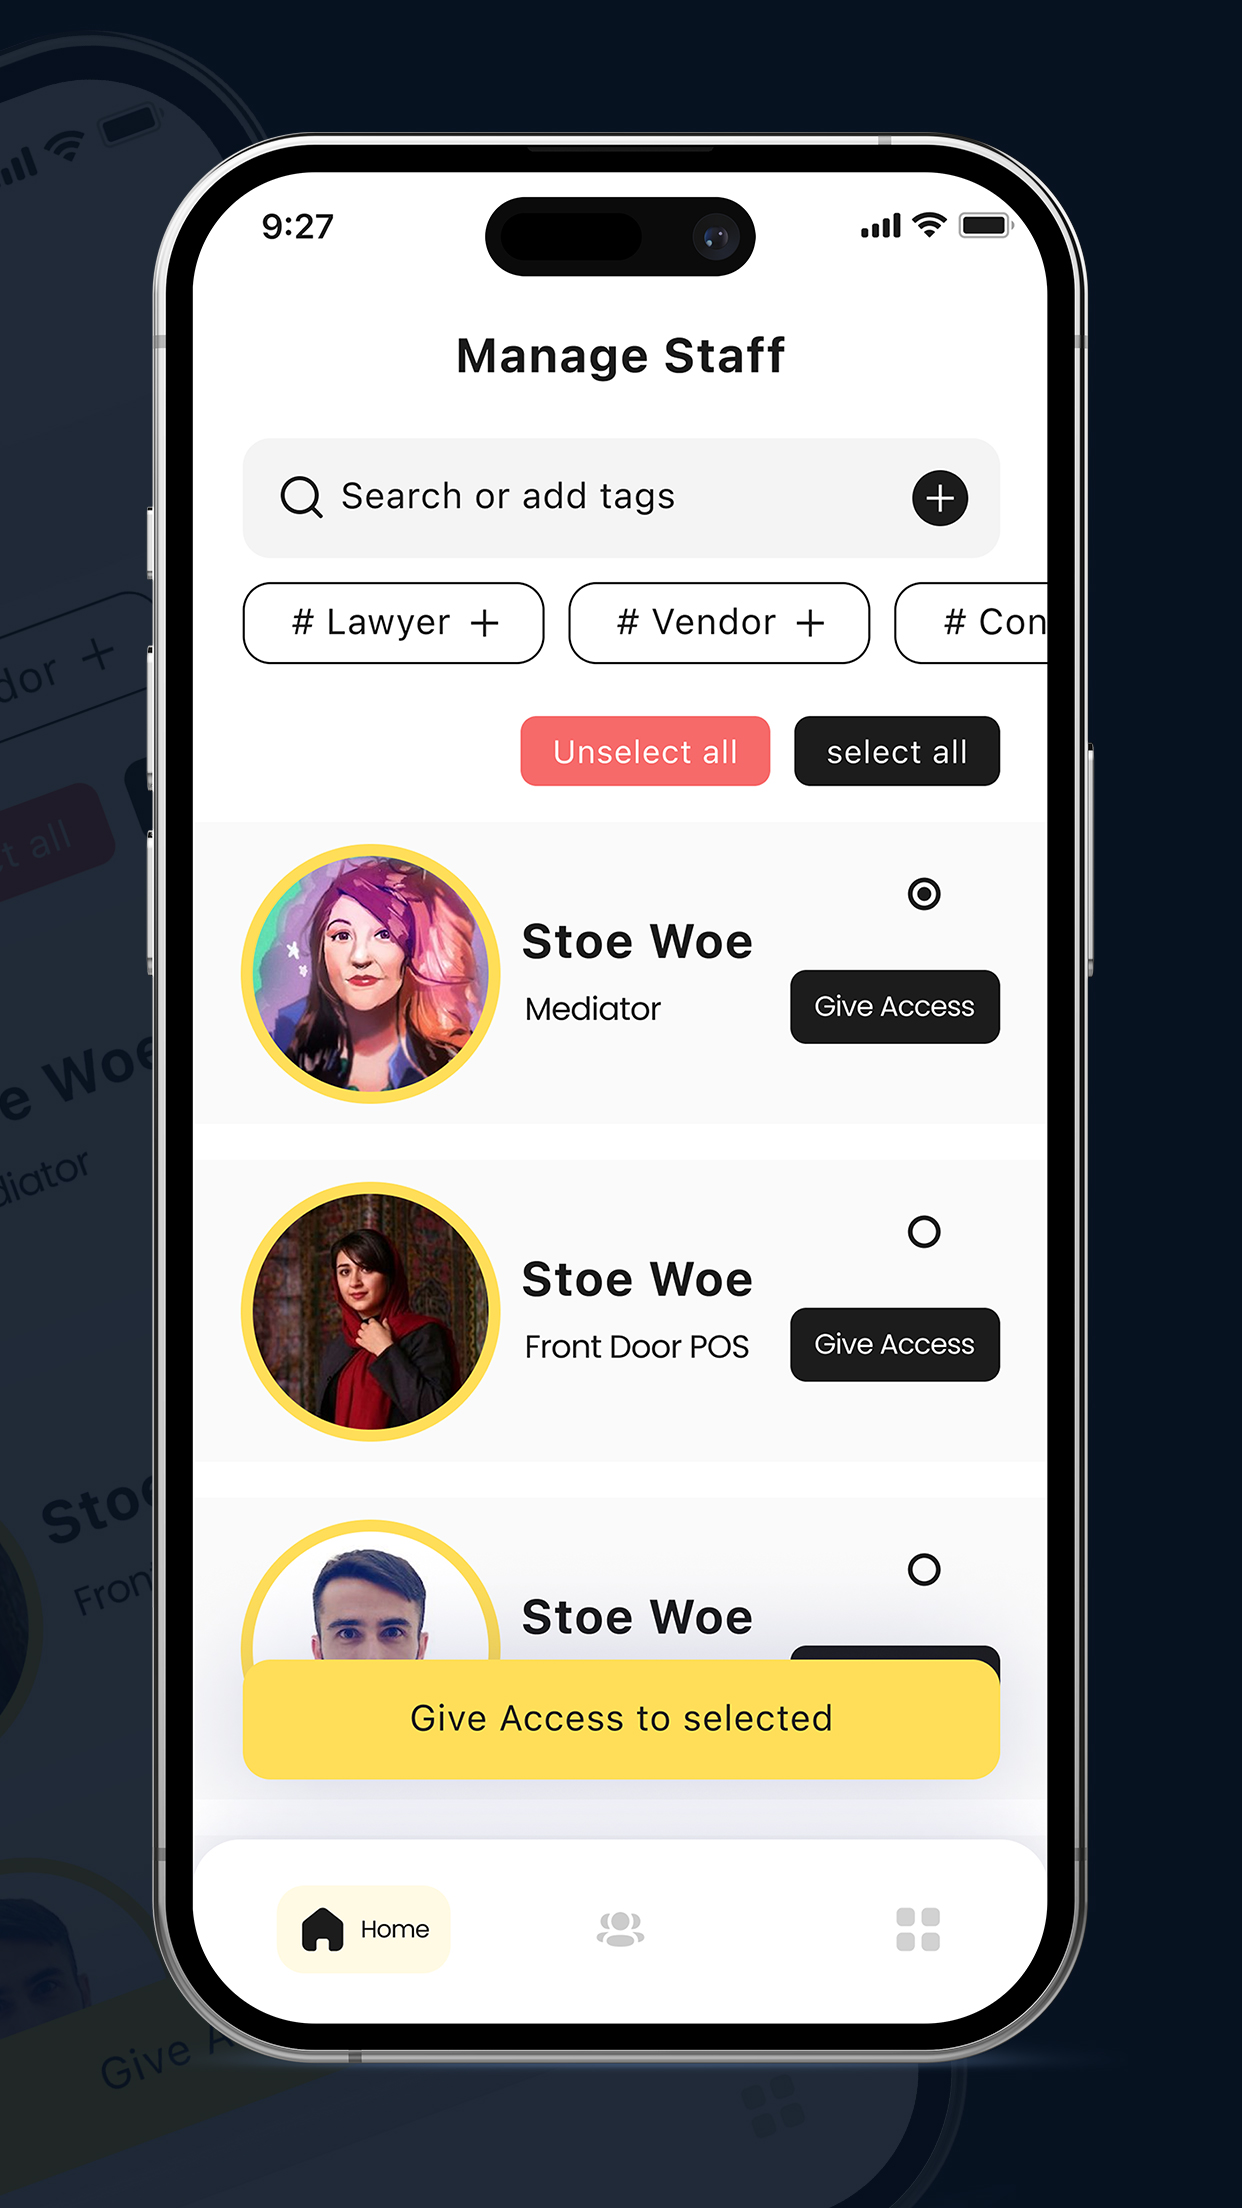 9:27
Manage Staff
Search or add tags
# Lawyer +
# Vendor +
# Con
Unselect all
select all
Stoe Woe
Mediator
Give Access
Stoe Woe
Front Door POS
Give Access
Stoe Woe
Give Access to selected
Home
dor +
ct all
e Woe
diator
Stoe
Fron
Give A